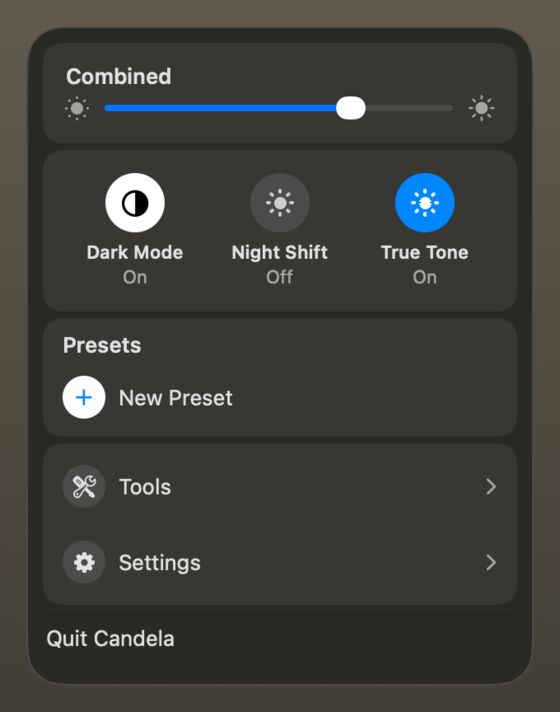 Combined
Dark Mode
On
Night Shift
Off
True Tone
On
Presets
New Preset
Tools
Settings
Quit Candela